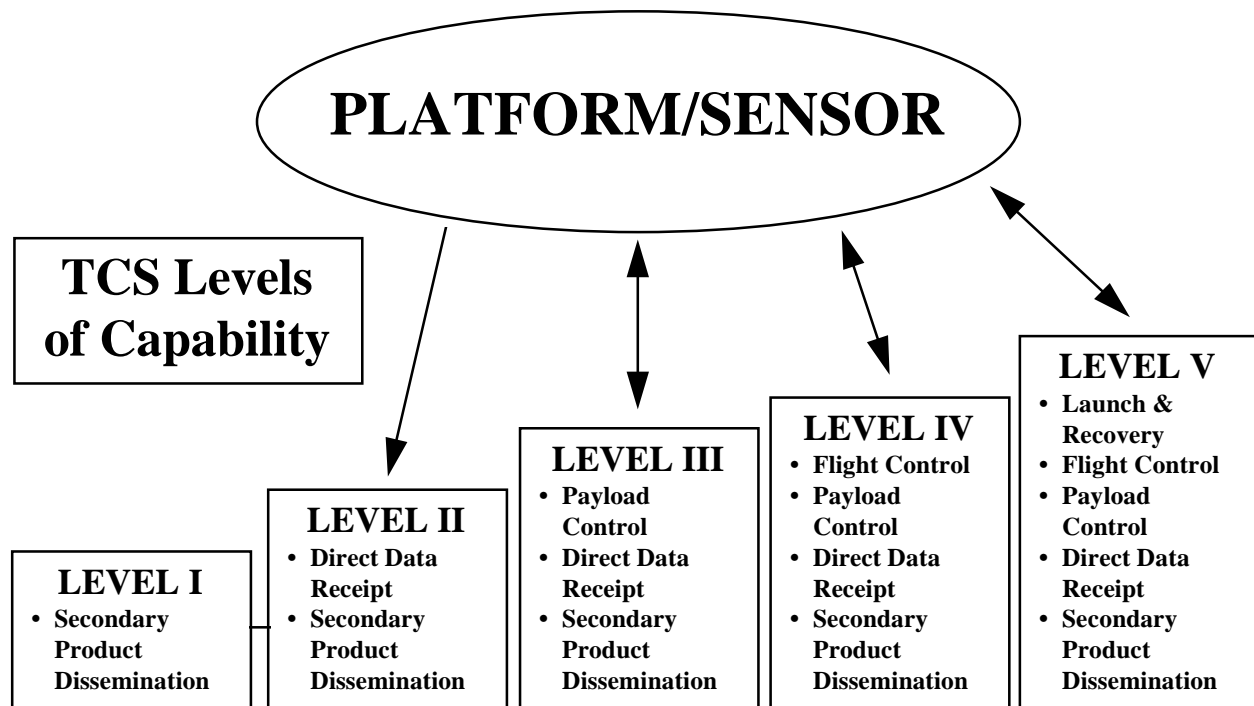 PLATFORM/SENSOR
TCS Levels
of Capability
LEVEL I
• Secondary
Product
Dissemination
LEVEL II
• Direct Data
Receipt
• Secondary
Product
Dissemination
LEVEL III
• Payload
Control
• Direct Data
Receipt
• Secondary
Product
Dissemination
LEVEL IV
• Flight Control
• Payload
Control
• Direct Data
Receipt
• Secondary
Product
Dissemination
LEVEL V
• Launch &
Recovery
• Flight Control
• Payload
Control
• Direct Data
Receipt
• Secondary
Product
Dissemination